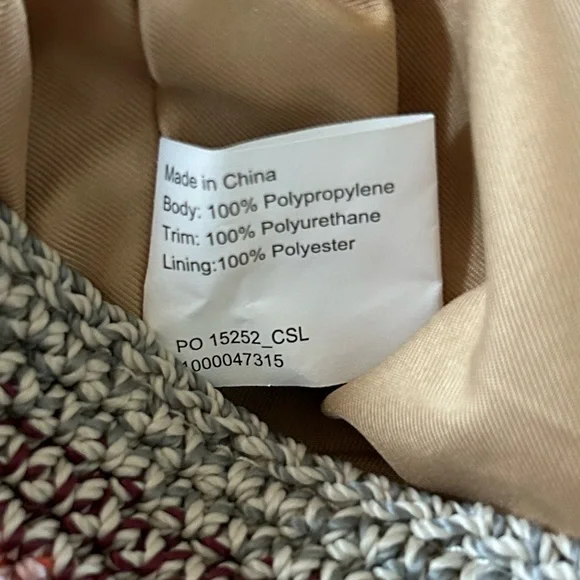 Made in China
Body: 100% Polypropylene
Trim: 100% Polyurethane
Lining:100% Polyester
PO 15252_CSL
1000047315